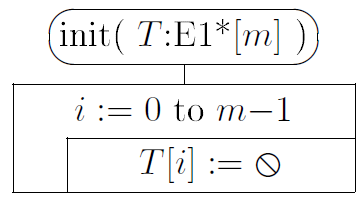 init( T:E1*[m] )
i := 0 to m−1
T[i] := ⦸